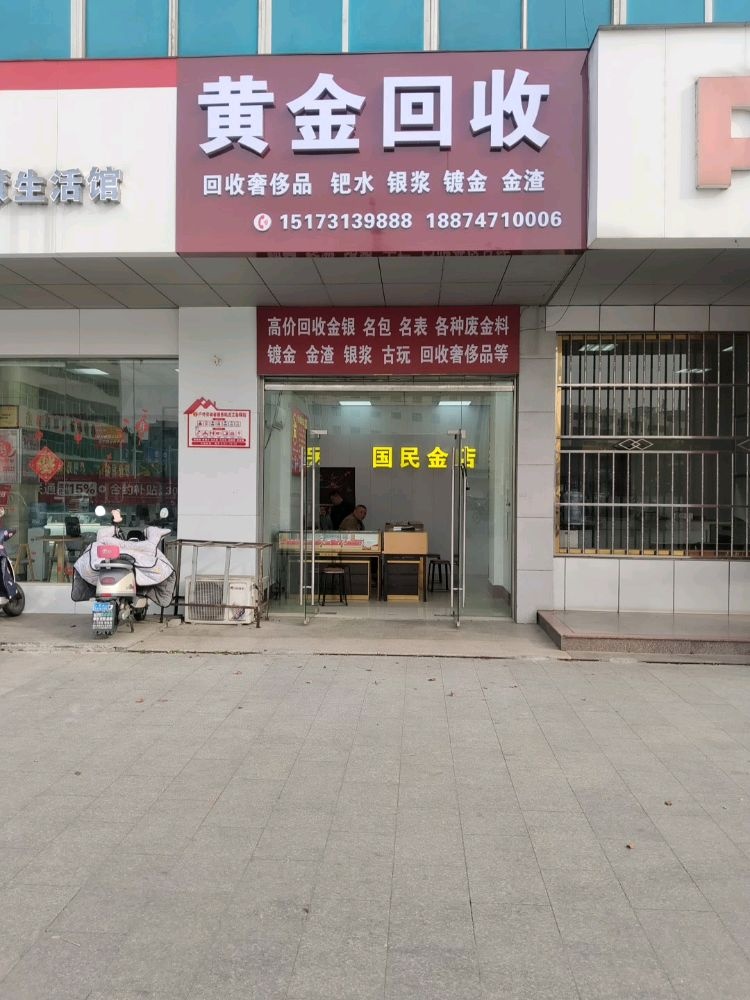 黄金回收
回收奢侈品 钯水 银浆 镀金 金渣
15173139888 18874710006
生活馆
高价回收金银 名包 名表 各种废金料
镀金 金渣 银浆 古玩 回收奢侈品等
国民金店
15%